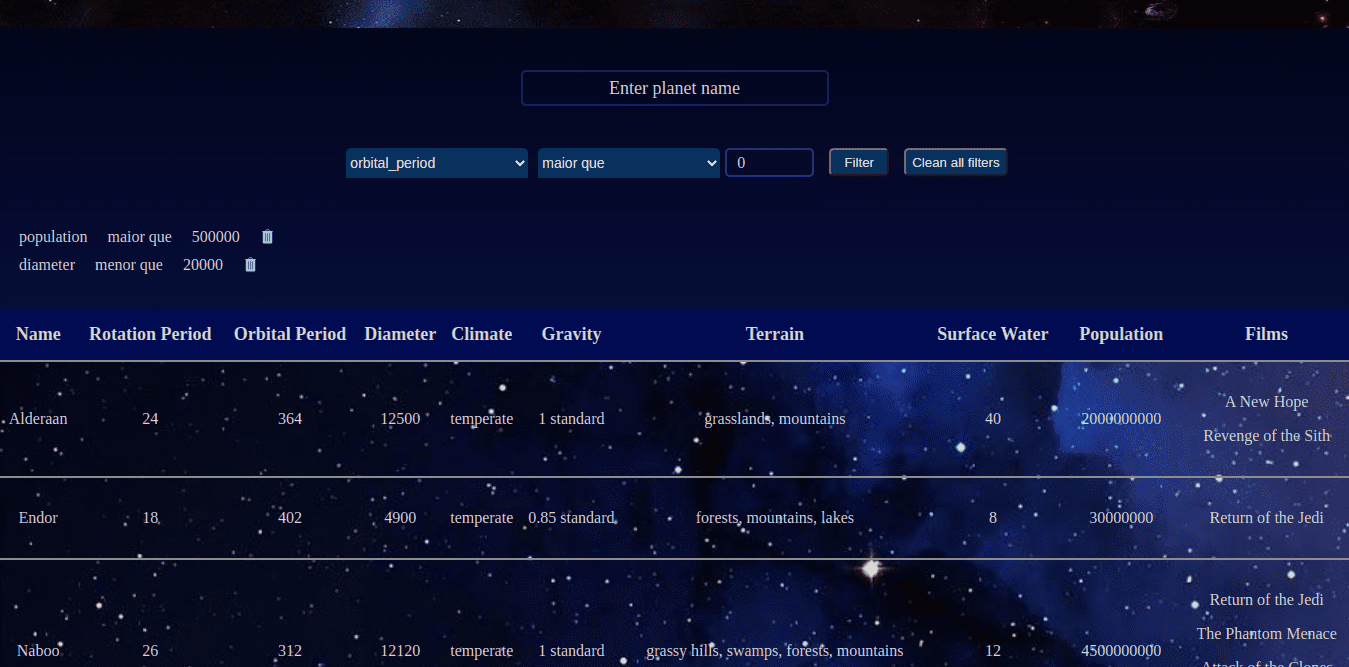 Enter planet name
orbital_period maior que 0 Filter Clean all filters
population maior que 500000
diameter menor que 20000
Name Rotation Period Orbital Period Diameter Climate Gravity Terrain Surface Water Population Films
A New Hope
Alderaan 24 364 12500 temperate 1 standard grasslands, mountains 40 2000000000
Revenge of the Sith
Endor 18 402 4900 temperate 0.85 standard forests, mountains, lakes 8 30000000 Return of the Jedi
Return of the Jedi
The Phantom Menace
Naboo 26 312 12120 temperate 1 standard grassy hills, swamps, forests, mountains 12 4500000000
Attack of the Clones